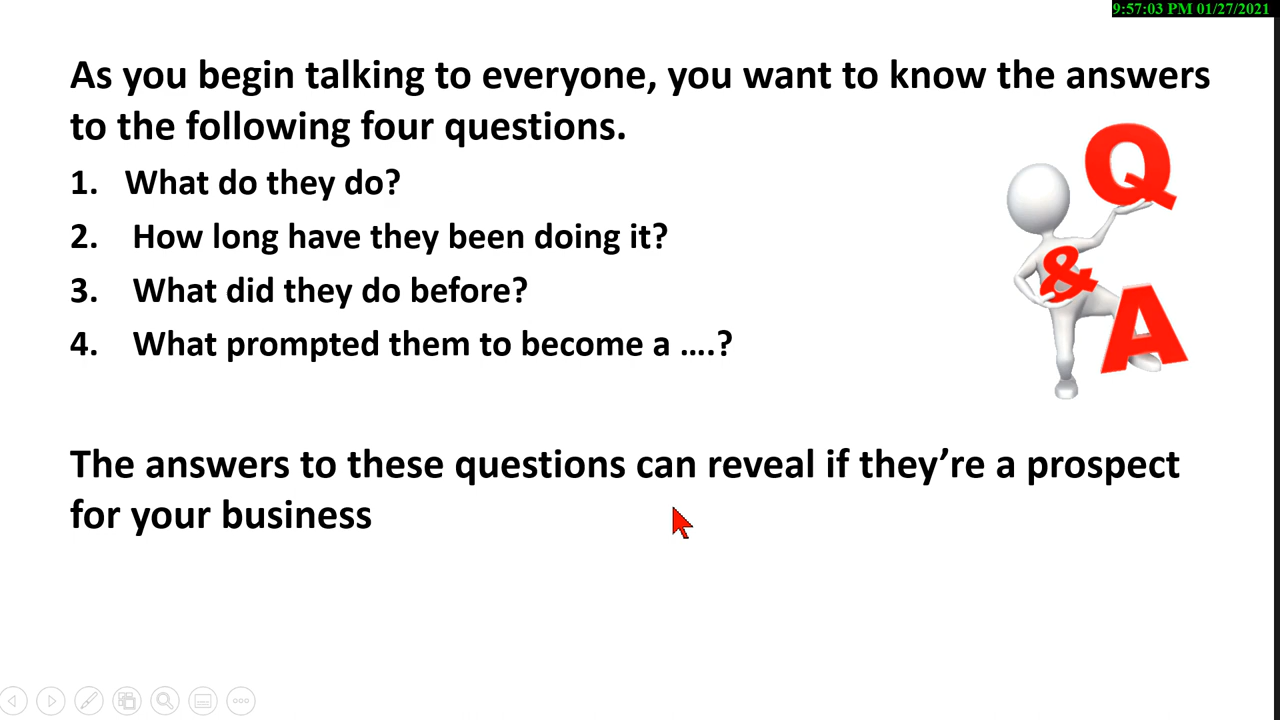 9:57:03 PM 01/27/2021
As you begin talking to everyone, you want to know the answers
to the following four questions.
1. What do they do?
2. How long have they been doing it?
3. What did they do before?
4. What prompted them to become a ....?
Q
&
A
The answers to these questions can reveal if they’re a prospect
for your business